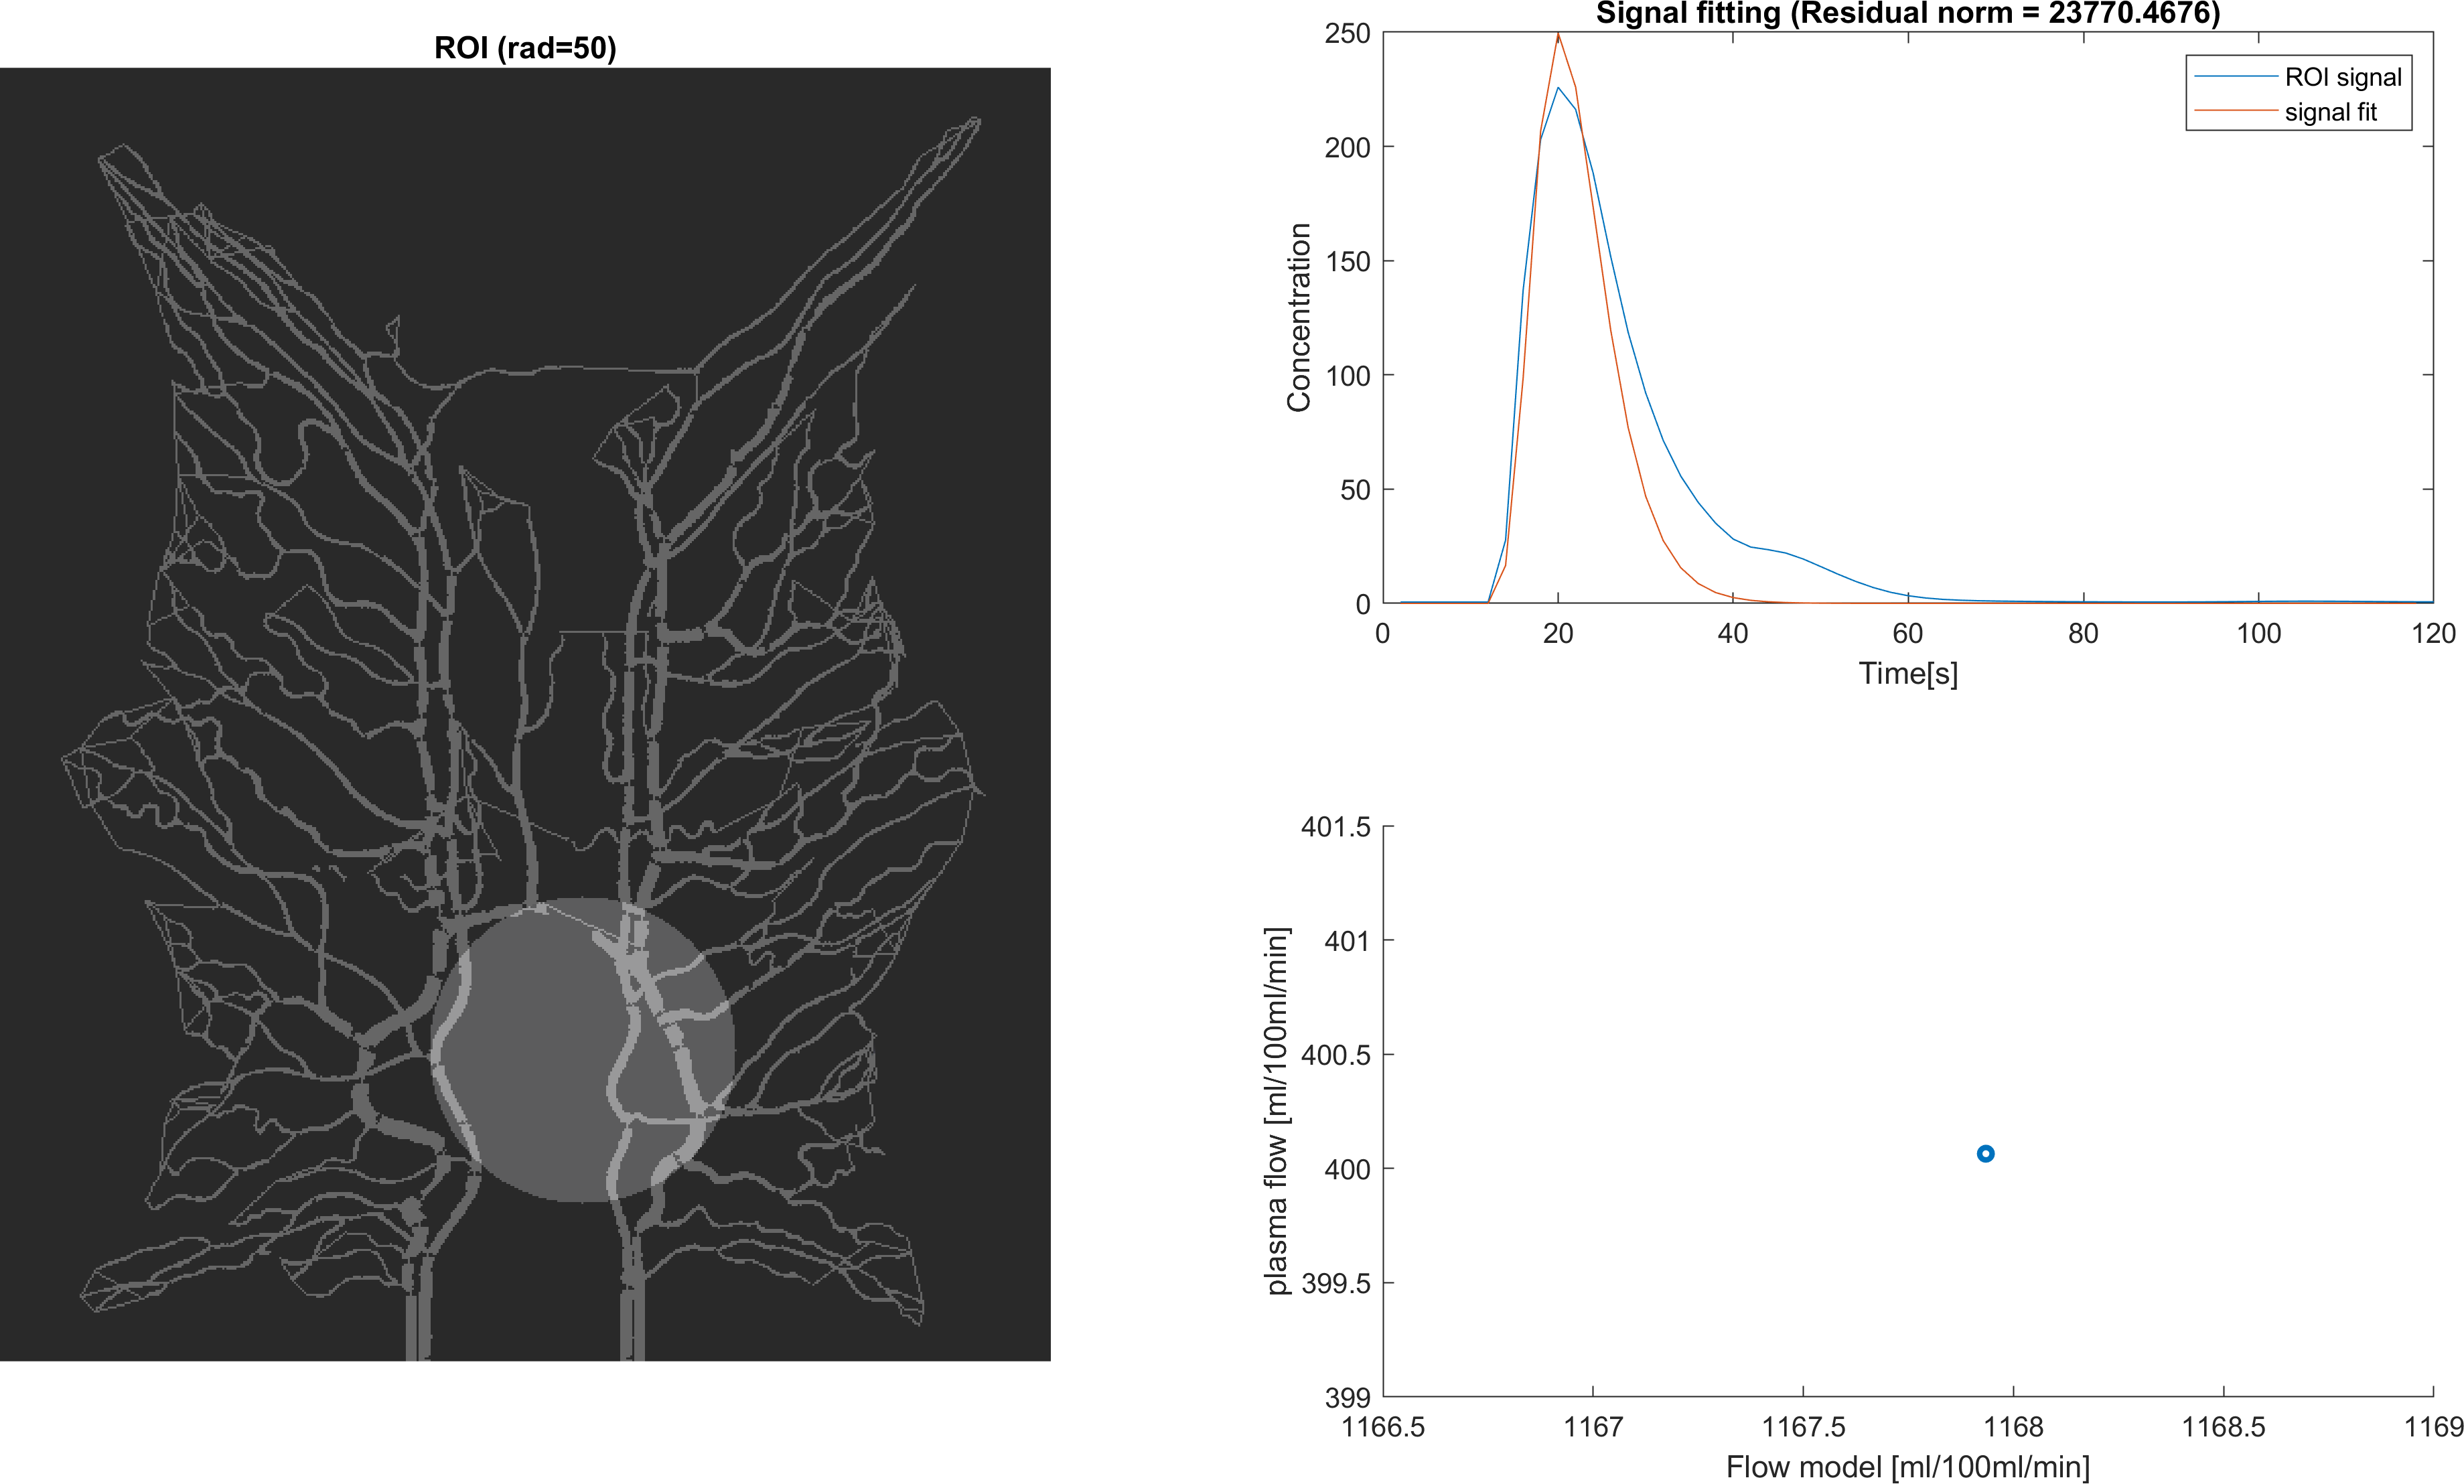 ROI (rad=50)
Signal fitting (Residual norm = 23770.4676)
250
200
150
100
50
0
Concentration
ROI signal
signal fit
0 20 40 60 80 100 120
Time[s]
401.5
401
400.5
400
399.5
399
plasma flow [ml/100ml/min]
1166.5 1167 1167.5 1168 1168.5 1169
Flow model [ml/100ml/min]